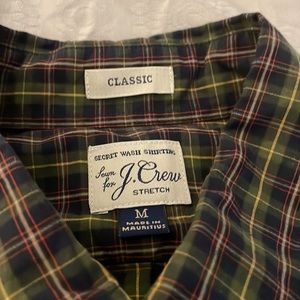 CLASSIC
SECRET WASH SHIRTING
Sewn for J.Crew
STRETCH
M
MADE IN
MAURITIUS